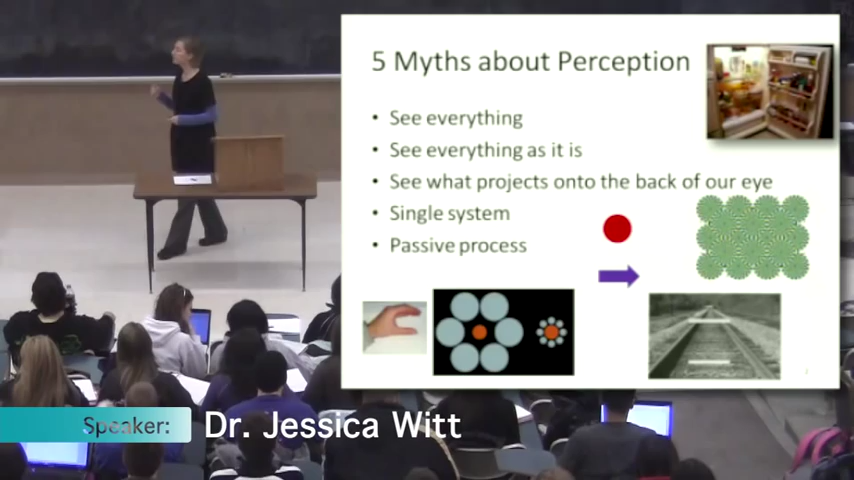 5 Myths about Perception
• See everything
• See everything as it is
• See what projects onto the back of our eye
• Single system
• Passive process
Speaker: Dr. Jessica Witt